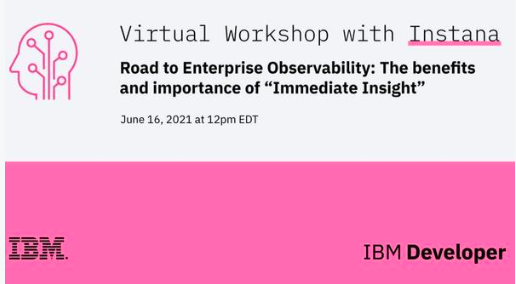 Virtual Workshop with Instana
Road to Enterprise Observability: The benefits
and importance of “Immediate Insight”
June 16, 2021 at 12pm EDT
IBM.
IBM Developer